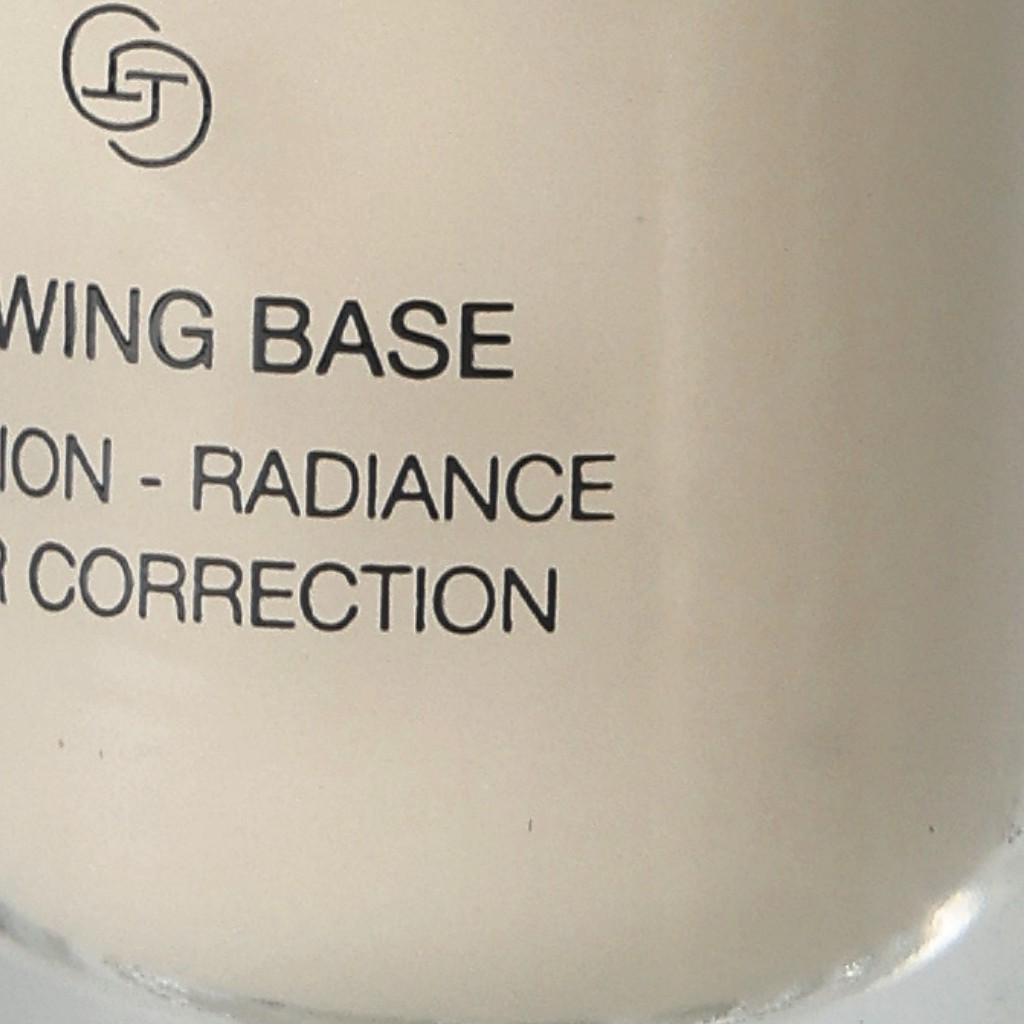 WING BASE
ION - RADIANCE
R CORRECTION